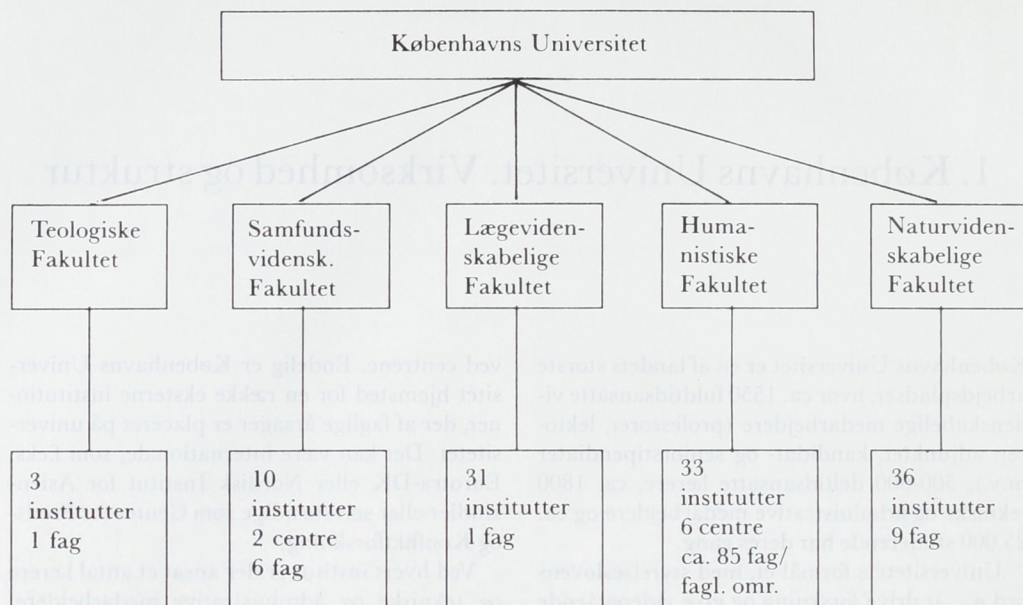 Københavns Universitet
Teologiske
Fakultet
Samfunds-
vidensk.
Fakultet
Lægeviden-
skabelige
Fakultet
Huma-
nistiske
Fakultet
Naturviden-
skabelige
Fakultet
3
institutter
1 fag
10
institutter
2 centre
6 fag
31
institutter
1 fag
33
institutter
6 centre
ca. 85 fag/
fagl. omr.
36
institutter
9 fag